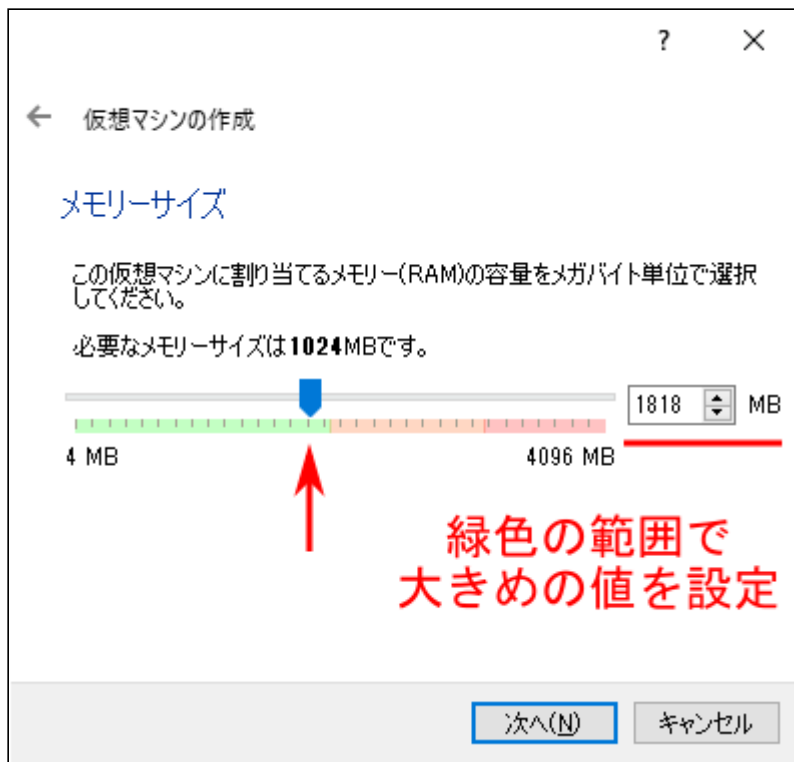 ?
仮想マシンの作成
メモリーサイズ
この仮想マシンに割り当てるメモリー(RAM)の容量をメガバイト単位で選択
してください。
必要なメモリーサイズは1024MBです。
1818 MB
4 MB 4096 MB
緑色の範囲で
大きめの値を設定
次へ(N) キャンセル